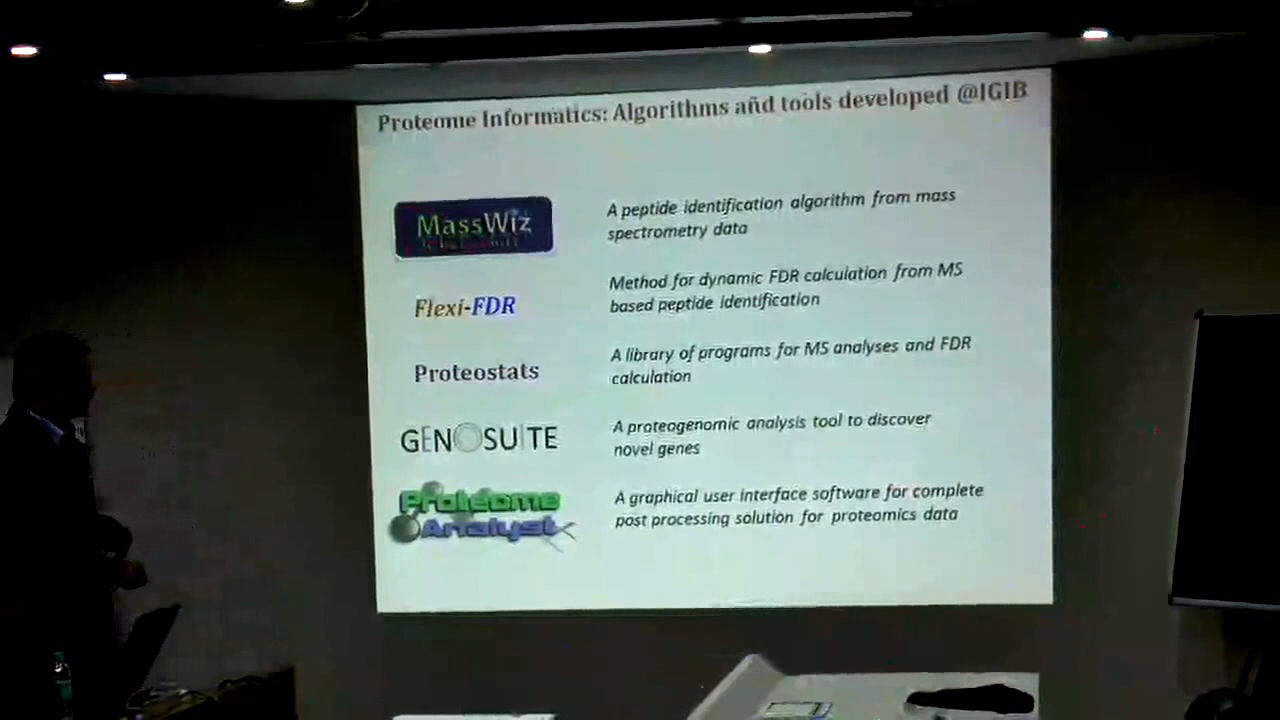 Proteome Informatics: Algorithms and tools developed @IGIB
MassWiz
A peptide identification algorithm from mass
spectrometry data
Flexi-FDR
Method for dynamic FDR calculation from MS
based peptide identification
Proteostats
A library of programs for MS analyses and FDR
calculation
GENOSUITE
A proteogenomic analysis tool to discover
novel genes
Proteome
Analyst
A graphical user interface software for complete
post processing solution for proteomics data